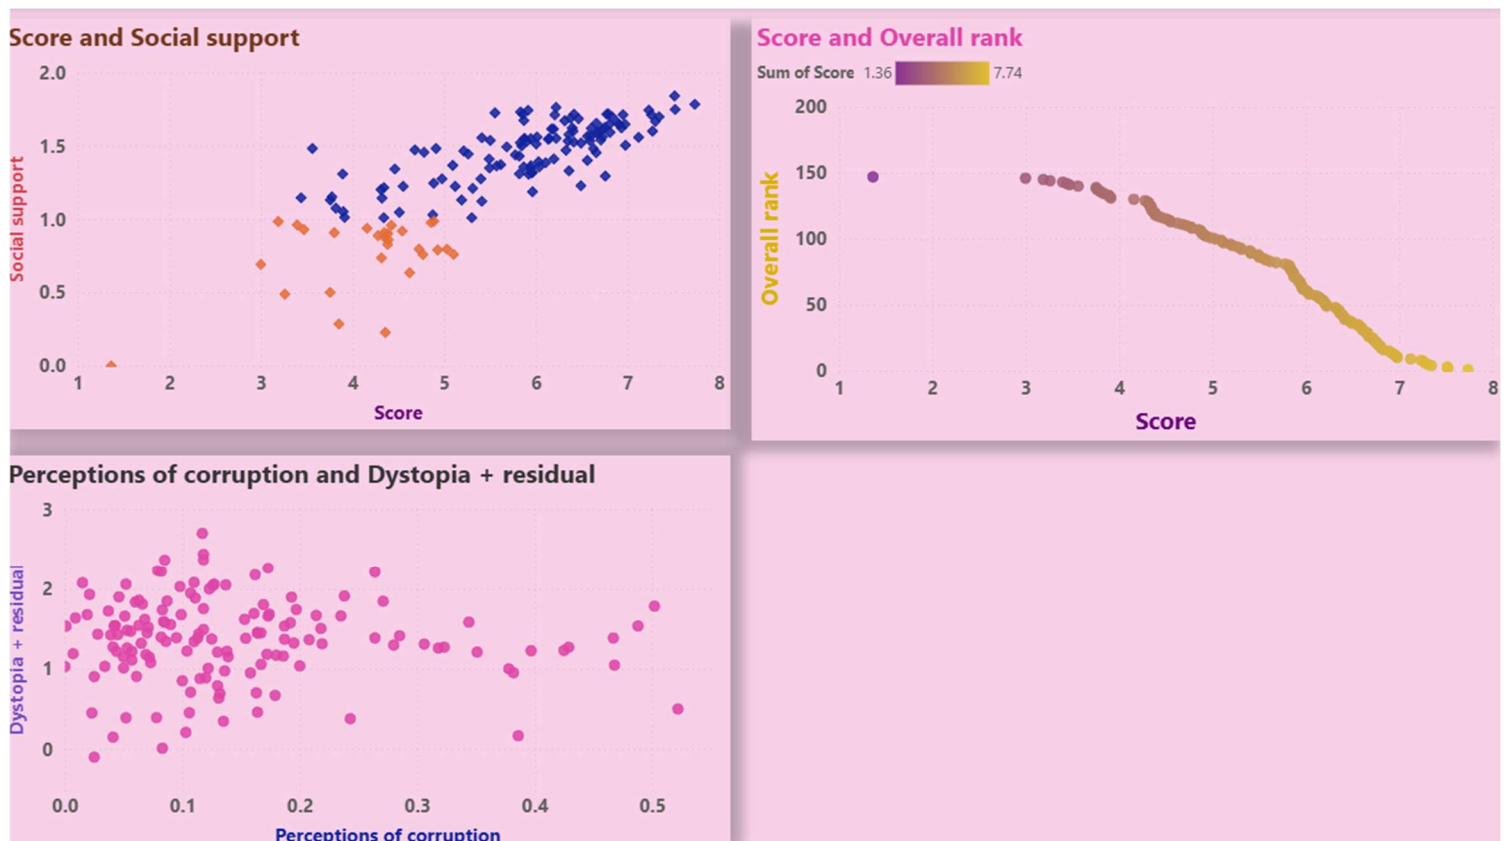 Score and Social support
2.0
1.5
1.0
0.5
0.0
Social support
1 2 3 4 5 6 7 8
Score
Score and Overall rank
Sum of Score 1.36 7.74
200
150
100
50
0
Overall rank
1 2 3 4 5 6 7 8
Score
Perceptions of corruption and Dystopia + residual
3
2
1
0
Dystopia + residual
0.0 0.1 0.2 0.3 0.4 0.5
Perceptions of corruption